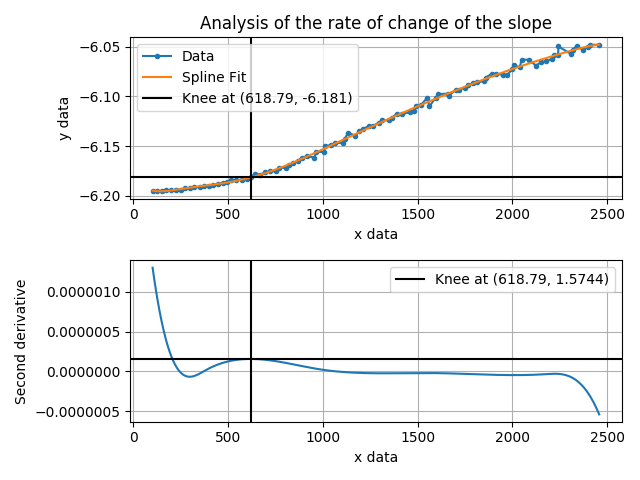 Analysis of the rate of change of the slope
−6.05
−6.10
−6.15
−6.20
y data
Data
Spline Fit
Knee at (618.79, -6.181)
0 500 1000 1500 2000 2500
x data
0.0000010
0.0000005
0.0000000
−0.0000005
Second derivative
Knee at (618.79, 1.5744)
0 500 1000 1500 2000 2500
x data